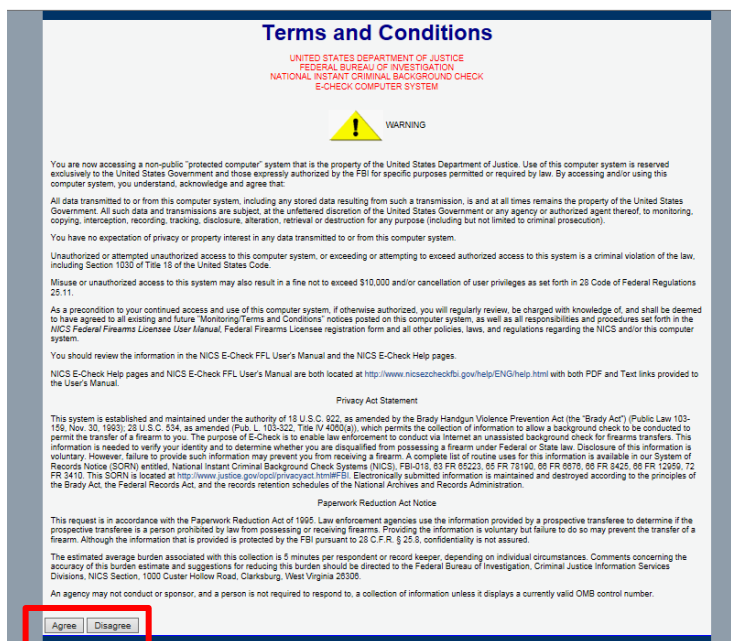 Terms and Conditions
UNITED STATES DEPARTMENT OF JUSTICE
FEDERAL BUREAU OF INVESTIGATION
NATIONAL INSTANT CRIMINAL BACKGROUND CHECK
E-CHECK COMPUTER SYSTEM
! WARNING
You are now accessing a non-public "protected computer" system that is the property of the United States Department of Justice. Use of this computer system is reserved
exclusively to the United States Government and those expressly authorized by the FBI for specific purposes permitted or required by law. By accessing and/or using this
computer system, you understand, acknowledge and agree that:
All data transmitted to or from this computer system, including any stored data resulting from such a transmission, is and at all times remains the property of the United States
Government. All such data and transmissions are subject, at the unfettered discretion of the United States Government or any agency or authorized agent thereof, to monitoring,
copying, interception, recording, tracking, disclosure, alteration, retrieval or destruction for any purpose (including but not limited to criminal prosecution).
You have no expectation of privacy or property interest in any data transmitted to or from this computer system.
Unauthorized or attempted unauthorized access to this computer system, or exceeding or attempting to exceed authorized access to this system is a criminal violation of the law,
including Section 1030 of Title 18 of the United States Code.
Misuse or unauthorized access to this system may also result in a fine not to exceed $10,000 and/or cancellation of user privileges as set forth in 28 Code of Federal Regulations
25.11.
As a precondition to your continued access and use of this computer system, if otherwise authorized, you will regularly review, be charged with knowledge of, and shall be deemed
to have agreed to all existing and future "Monitoring/Terms and Conditions" notices posted on this computer system, as well as all responsibilities and procedures set forth in the
NICS Federal Firearms Licensee User Manual, Federal Firearms Licensee registration form and all other policies, laws, and regulations regarding the NICS and/or this computer
system.
You should review the information in the NICS E-Check FFL User's Manual and the NICS E-Check Help pages.
NICS E-Check Help pages and NICS E-Check FFL User's Manual are both located at http://www.nicsezcheckfbi.gov/help/ENG/help.html with both PDF and Text links provided to
the User's Manual.
Privacy Act Statement
This system is established and maintained under the authority of 18 U.S.C. 922, as amended by the Brady Handgun Violence Prevention Act (the "Brady Act") (Public Law 103-
159, Nov. 30, 1993); 28 U.S.C. 534, as amended (Pub. L. 103-322, Title IV 4060(a)), which permits the collection of information to allow a background check to be conducted to
permit the transfer of a firearm to you. The purpose of E-Check is to enable law enforcement to conduct via Internet an unassisted background check for firearms transfers. This
information is needed to verify your identity and to determine whether you are disqualified from possessing a firearm under Federal or State law. Disclosure of this information is
voluntary. However, failure to provide such information may prevent you from receiving a firearm. A complete list of routine uses for this information is available in our System of
Records Notice (SORN) entitled, National Instant Criminal Background Check Systems (NICS), FBI-018, 63 FR 65223, 65 FR 78190, 66 FR 6676, 66 FR 8425, 66 FR 12959, 72
FR 3410. This SORN is located at http://www.justice.gov/opcl/privacyact.html#FBI. Electronically submitted information is maintained and destroyed according to the principles of
the Brady Act, the Federal Records Act, and the records retention schedules of the National Archives and Records Administration.
Paperwork Reduction Act Notice
This request is in accordance with the Paperwork Reduction Act of 1995. Law enforcement agencies use the information provided by a prospective transferee to determine if the
prospective transferee is a person prohibited by law from possessing or receiving firearms. Providing the information is voluntary but failure to do so may prevent the transfer of a
firearm. Although the information that is provided is protected by the FBI pursuant to 28 C.F.R. § 25.8, confidentiality is not assured.
The estimated average burden associated with this collection is 5 minutes per respondent or record keeper, depending on individual circumstances. Comments concerning the
accuracy of this burden estimate and suggestions for reducing this burden should be directed to the Federal Bureau of Investigation, Criminal Justice Information Services
Divisions, NICS Section, 1000 Custer Hollow Road, Clarksburg, West Virginia 26306.
An agency may not conduct or sponsor, and a person is not required to respond to, a collection of information unless it displays a currently valid OMB control number.
Agree Disagree